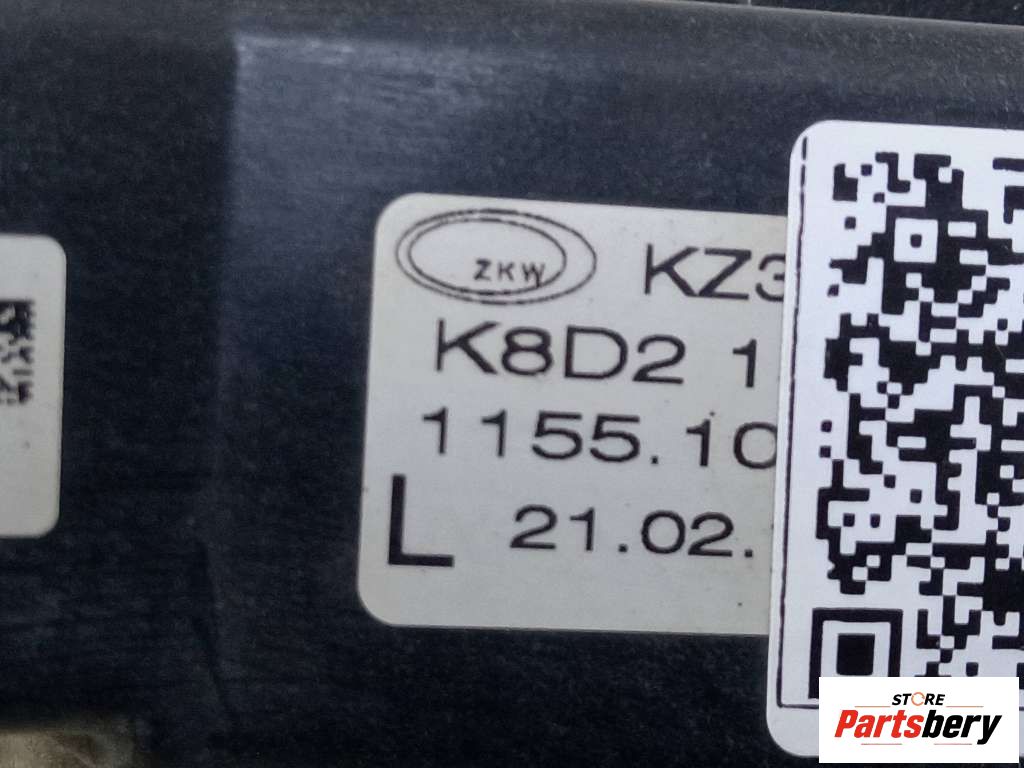 ZKW KZ3
K8D2 1
1155.10
L 21.02.
STORE
Partsbery